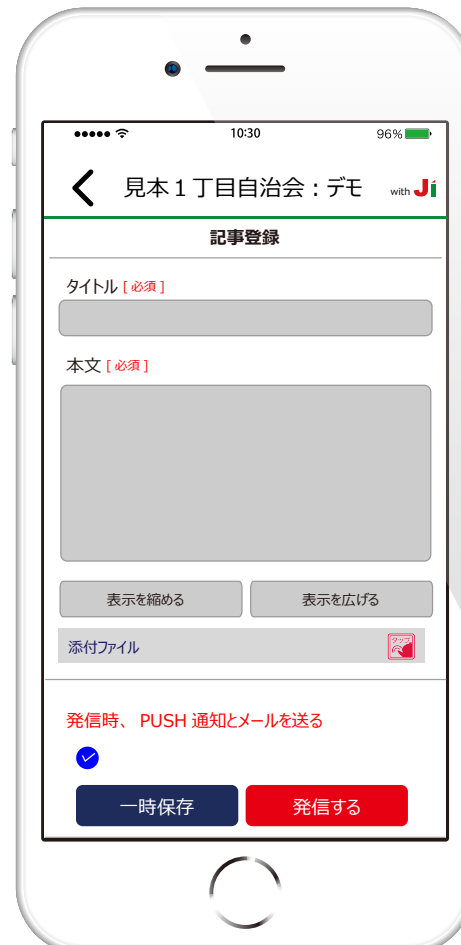 10:30 96%
見本１丁目自治会：デモ with Ji
記事登録
タイトル [ 必須 ]
本文 [ 必須 ]
表示を縮める 表示を広げる
添付ファイル タップ
発信時、 PUSH 通知とメールを送る
一時保存 発信する